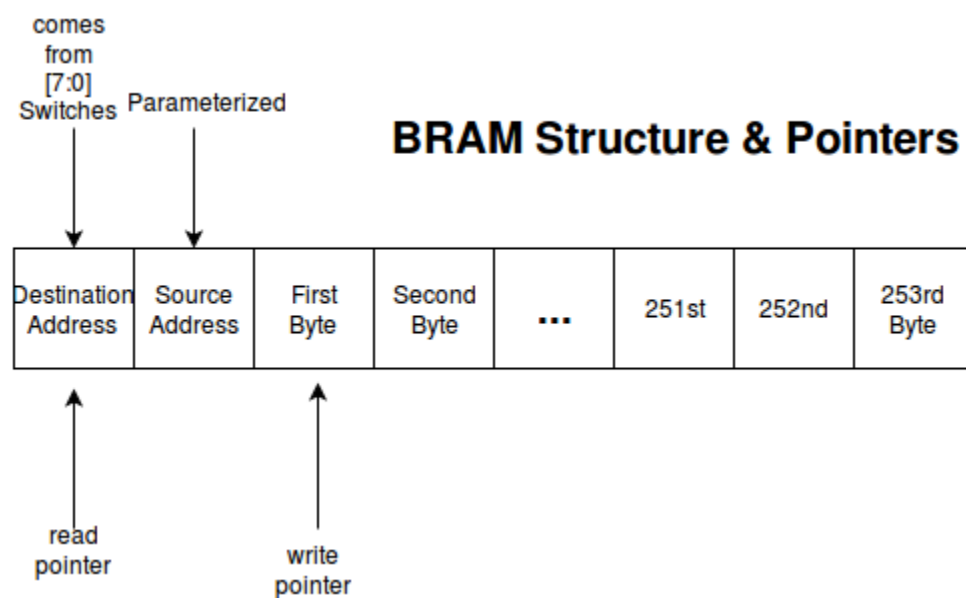 comes
from
[7:0]
Switches
Parameterized
BRAM Structure & Pointers
Destination
Address
Source
Address
First
Byte
Second
Byte
...
251st
252nd
253rd
Byte
read
pointer
write
pointer